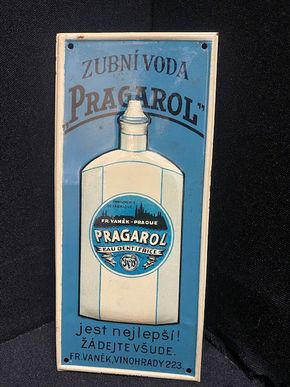 ZUBNÍ VODA
„PRAGAROL"
FR. VANĚK - PRAGUE
PRAGAROL
EAU DENTIFRICE
jest nejlepší!
ŽÁDEJTE VŠUDE.
FR. VANĚK, VINOHRADY 223.